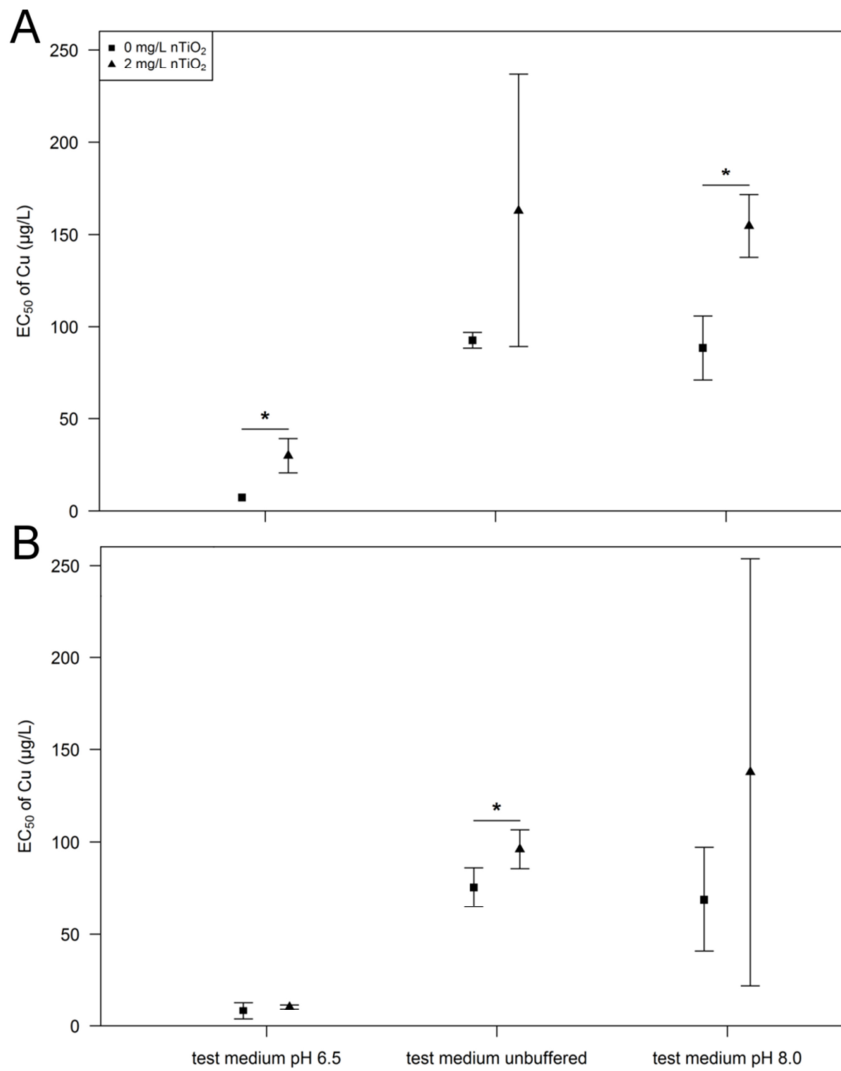 A
0 mg/L nTiO₂
2 mg/L nTiO₂
250
200
150
100
50
0
EC₅₀ of Cu (µg/L)
*
*
B
250
200
150
100
50
0
EC₅₀ of Cu (µg/L)
*
test medium pH 6.5
test medium unbuffered
test medium pH 8.0